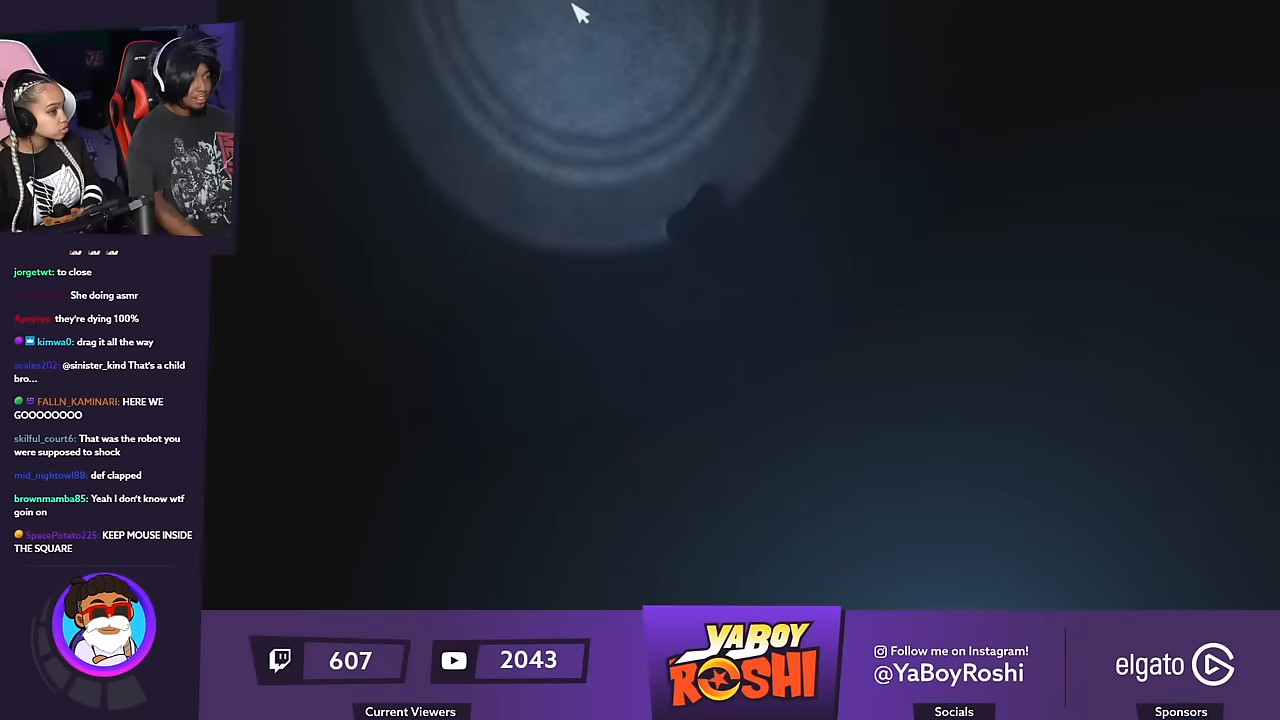 jorgetwt: to close
She doing asmr
Apeyrye: they're dying 100%
kimwa0: drag it all the way
scales202: @sinister_kind That's a child
bro...
FALLN_KAMINARI: HERE WE
GOOOOOOOO
skilful_court6: That was the robot you
were supposed to shock
mid_nightowl88: def clapped
brownmamba85: Yeah I don't know wtf
goin on
SpacePotato225: KEEP MOUSE INSIDE
THE SQUARE
607
2043
Current Viewers
YABOY
ROSHI
Follow me on Instagram!
@YaBoyRoshi
Socials
elgato
Sponsors